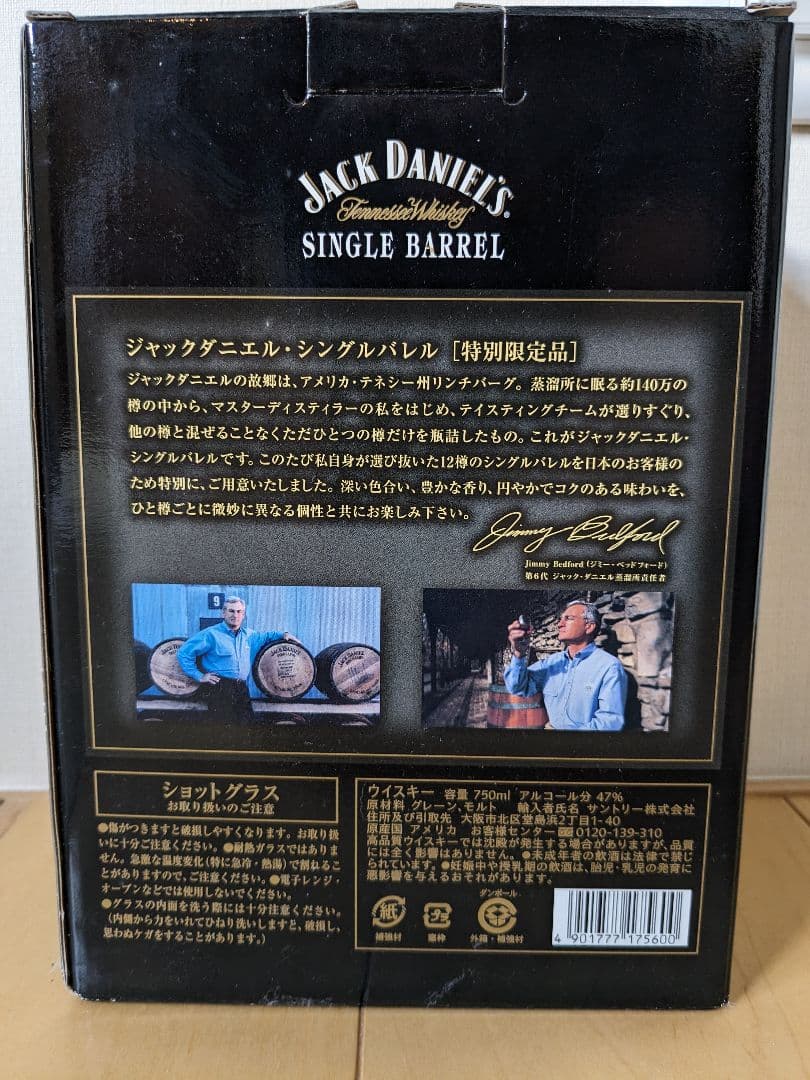 JACK DANIEL'S
Tennessee Whiskey
SINGLE BARREL
ジャックダニエル・シングルバレル［特別限定品］
ジャックダニエルの故郷は、アメリカ・テネシー州リンチバーグ。蒸溜所に眠る約140万の
樽の中から、マスターディスティラーの私をはじめ、テイスティングチームが選りすぐり、
他の樽と混ぜることなくただひとつの樽だけを瓶詰したもの。これがジャックダニエル・
シングルバレルです。このたび私自身が選び抜いた12樽のシングルバレルを日本のお客様の
ため特別に、ご用意いたしました。深い色合い、豊かな香り、円やかでコクのある味わいを、
ひと樽ごとに微妙に異なる個性と共にお楽しみ下さい。
Jimmy Bedford
Jimmy Bedford（ジミー・ベッドフォード）
第6代 ジャック・ダニエル蒸溜所責任者
9
JACK DANIEL'S
ショットグラス
お取り扱いのご注意
●傷がつきますと破損しやすくなります。お取り扱
いに十分ご注意ください。●耐熱ガラスではありま
せん。急激な温度変化（特に急冷・熱湯）で割れるこ
とがありますので、ご注意ください。●電子レンジ・
オーブンなどでは使用しないでください。
●グラスの内面を洗う際には十分注意ください。
（内側から力をいれてひねり洗いしますと、破損し、
思わぬケガをすることがあります。）
ウイスキー 容量 750ml アルコール分 47%
原材料 グレーン、モルト 輸入者氏名 サントリー株式会社
住所及び引取先 大阪市北区堂島浜2丁目1-40
原産国 アメリカ お客様センター 0120-139-310
高品質ウイスキーでは沈殿が発生する場合がありますが、品質
には全く影響はありません。●未成年者の飲酒は法律で禁じ
られています。●妊娠中や授乳期の飲酒は、胎児・乳児の発育に
悪影響を与えるおそれがあります。
ダンボール
紙
プラ
補強材
窓枠
外箱・補強材
4 901777 175600